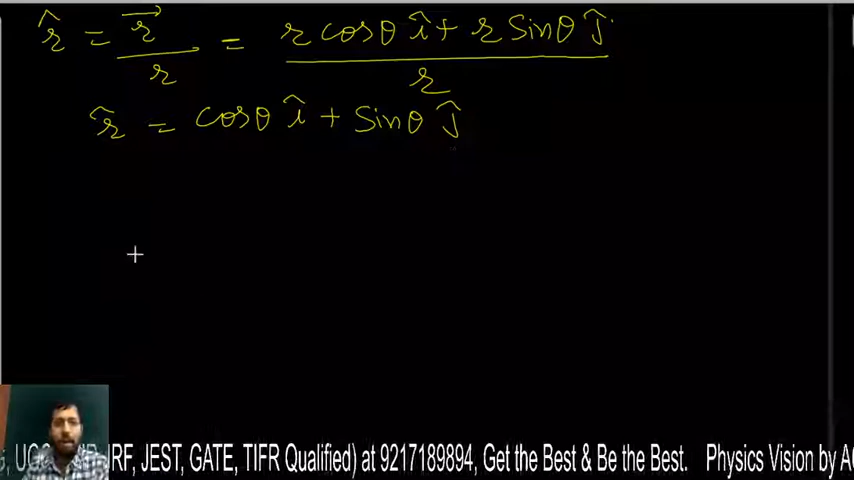 r̂ = r⃗ / r = r cosθ î + r Sinθ ĵ / r
r̂ = cosθ î + Sinθ ĵ
JRF, JEST, GATE, TIFR Qualified) at 9217189894, Get the Best & Be the Best. Physics Vision by